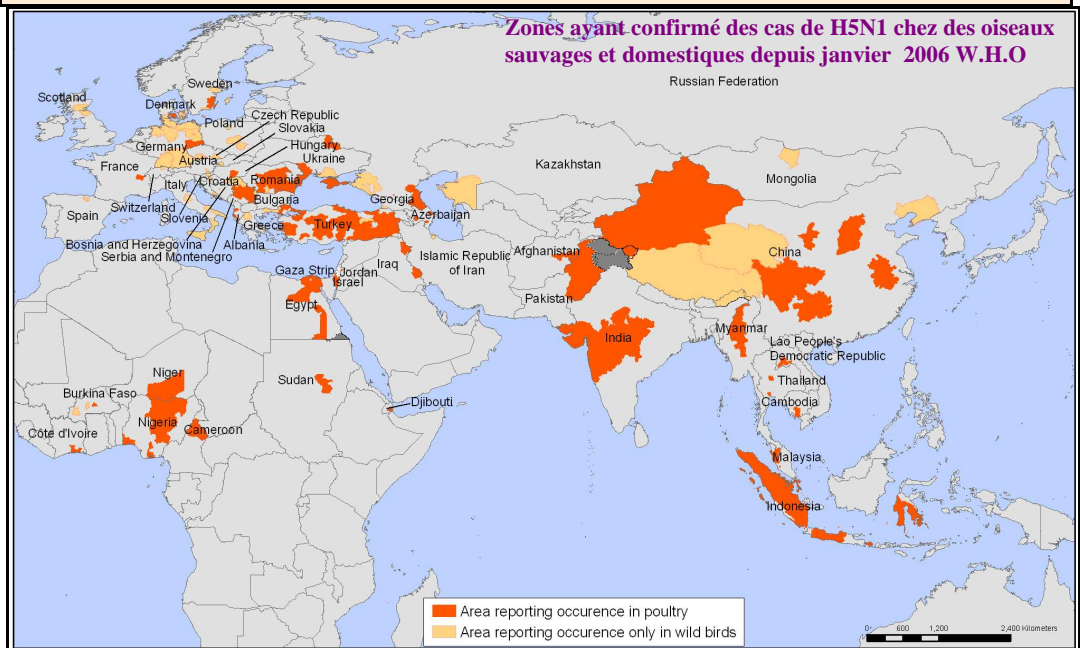 Zones ayant confirmé des cas de H5N1 chez des oiseaux
sauvages et domestiques depuis janvier 2006 W.H.O
Russian Federation
Sweden
Scotland
Denmark
Czech Republic
Poland
Slovakia
Germany
Hungary
Ukraine
France
Austria
Kazakhstan
Mongolia
Italy
Croatia
Romania
Switzerland
Bulgaria
Georgia
Spain
Slovenia
Azerbaijan
Greece
Turkey
Bosnia and Herzegovina
Albania
Serbia and Montenegro
Afghanistan
China
Islamic Republic
of Iran
Iraq
Gaza Strip
Jordan
Israel
Pakistan
Egypt
Myanmar
India
Lao People's
Democratic Republic
Niger
Sudan
Thailand
Burkina Faso
Djibouti
Cambodia
Nigeria
Cameroon
Côte d'Ivoire
Malaysia
Indonesia
Area reporting occurence in poultry
Area reporting occurence only in wild birds
0 600 1,200 2,400 Kilometers